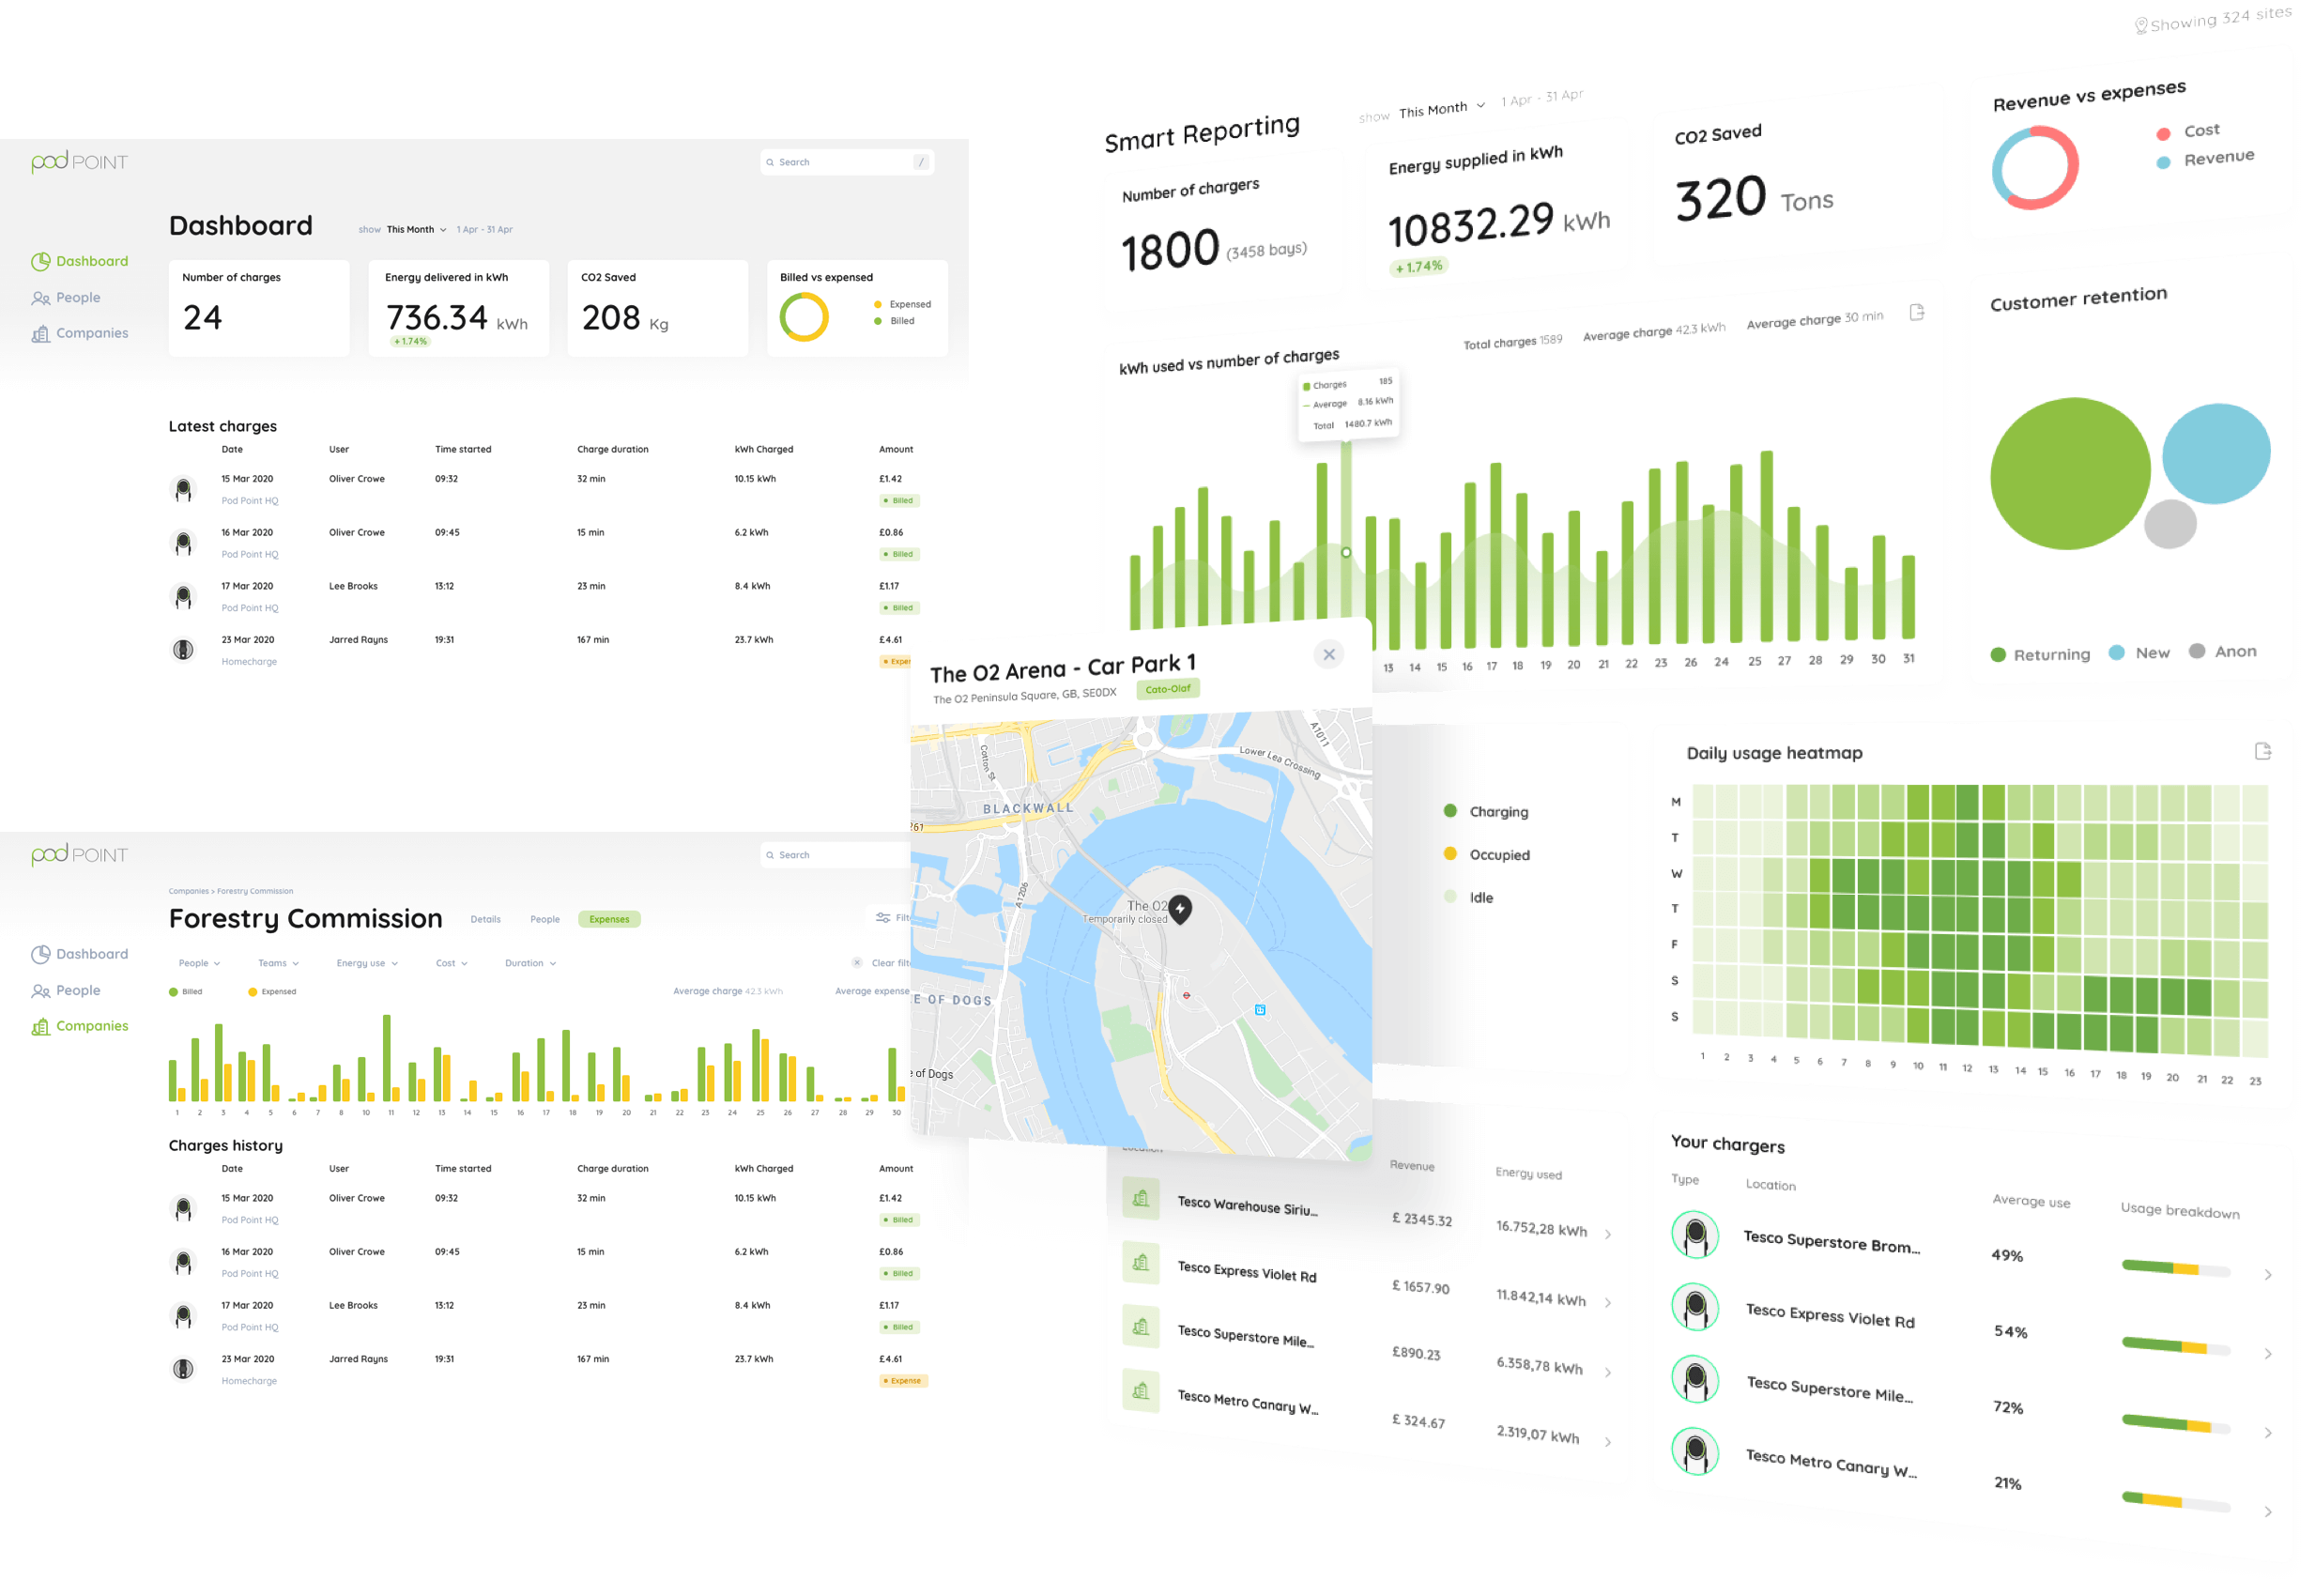 Showing 324 sites
pod POINT
Search
/
Dashboard
show This Month 1 Apr - 31 Apr
Dashboard
People
Companies
Number of charges
24
Energy delivered in kWh
736.34 kWh
+ 1.74%
CO2 Saved
208 Kg
Billed vs expensed
Expensed
Billed
Latest charges
Date User Time started Charge duration kWh Charged Amount
15 Mar 2020 Oliver Crowe 09:32 32 min 10.15 kWh £1.42
Pod Point HQ Billed
16 Mar 2020 Oliver Crowe 09:45 15 min 6.2 kWh £0.86
Pod Point HQ Billed
17 Mar 2020 Lee Brooks 13:12 23 min 8.4 kWh £1.17
Pod Point HQ Billed
23 Mar 2020 Jarred Rayns 19:31 167 min 23.7 kWh £4.61
Homecharge Exper
pod POINT
Search
Companies > Forestry Commission
Forestry Commission Details People Expenses
Dashboard
People
Companies
People Teams Energy use Cost Duration
Clear
Billed Expensed Average charge 42.3 kWh Average expense
1 2 3 4 5 6 7 8 10 11 12 13 14 15 16 17 18 19 20 21 22 23 24 25 26 27 28 29 30
Charges history
Date User Time started Charge duration kWh Charged Amount
15 Mar 2020 Oliver Crowe 09:32 32 min 10.15 kWh £1.42
Pod Point HQ Billed
16 Mar 2020 Oliver Crowe 09:45 15 min 6.2 kWh £0.86
Pod Point HQ Billed
17 Mar 2020 Lee Brooks 13:12 23 min 8.4 kWh £1.17
Pod Point HQ Billed
23 Mar 2020 Jarred Rayns 19:31 167 min 23.7 kWh £4.61
Homecharge Expense
Smart Reporting
show This Month 1 Apr - 31 Apr
Number of chargers
1800 (3458 bays)
Energy supplied in kWh
10832.29 kWh
+ 1.74%
CO2 Saved
320 Tons
Revenue vs expenses
Cost
Revenue
kWh used vs number of charges
Total charges 1589 Average charge 42.3 kWh Average charge 30 min
Charges 185
Average 8.16 kWh
Total 1480.7 kWh
13 14 15 16 17 18 19 20 21 22 23 26 24 25 27 28 29 30 31
Customer retention
Returning New Anon
The O2 Arena - Car Park 1
The O2 Peninsula Square, GB, SE0DX Cato-Olaf
A1011
Cotton St
Lower Lea Crossing
BLACKWALL
261
A1206
The O2
Temporarily closed
E OF DOGS
of Dogs
Charging
Occupied
Idle
Daily usage heatmap
M
T
W
T
F
S
S
1 2 3 4 5 6 7 8 9 10 11 12 13 14 15 16 17 18 19 20 21 22 23
Revenue Energy used
Tesco Warehouse Siriu... £ 2345.32 16.752,28 kWh
Tesco Express Violet Rd £ 1657.90 11.842,14 kWh
Tesco Superstore Mile... £890.23 6.358,78 kWh
Tesco Metro Canary W... £ 324.67 2.319,07 kWh
Your chargers
Type Location Average use Usage breakdown
Tesco Superstore Brom... 49%
Tesco Express Violet Rd 54%
Tesco Superstore Mile... 72%
Tesco Metro Canary W... 21%